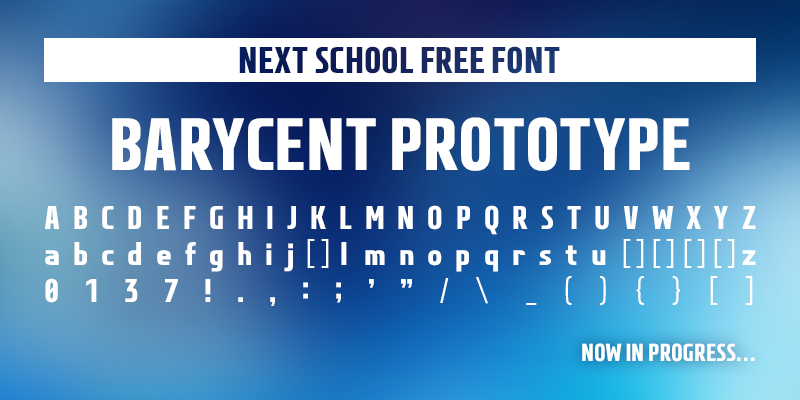 NEXT SCHOOL FREE FONT
BARYCENT PROTOTYPE
A B C D E F G H I J K L M N O P Q R S T U V W X Y Z
a b c d e f g h i j [] l m n o p q r s t u [] [] [] [] z
0 1 3 7 ! . , : ; ’ ” / \ _ ( ) { } [ ]
NOW IN PROGRESS...